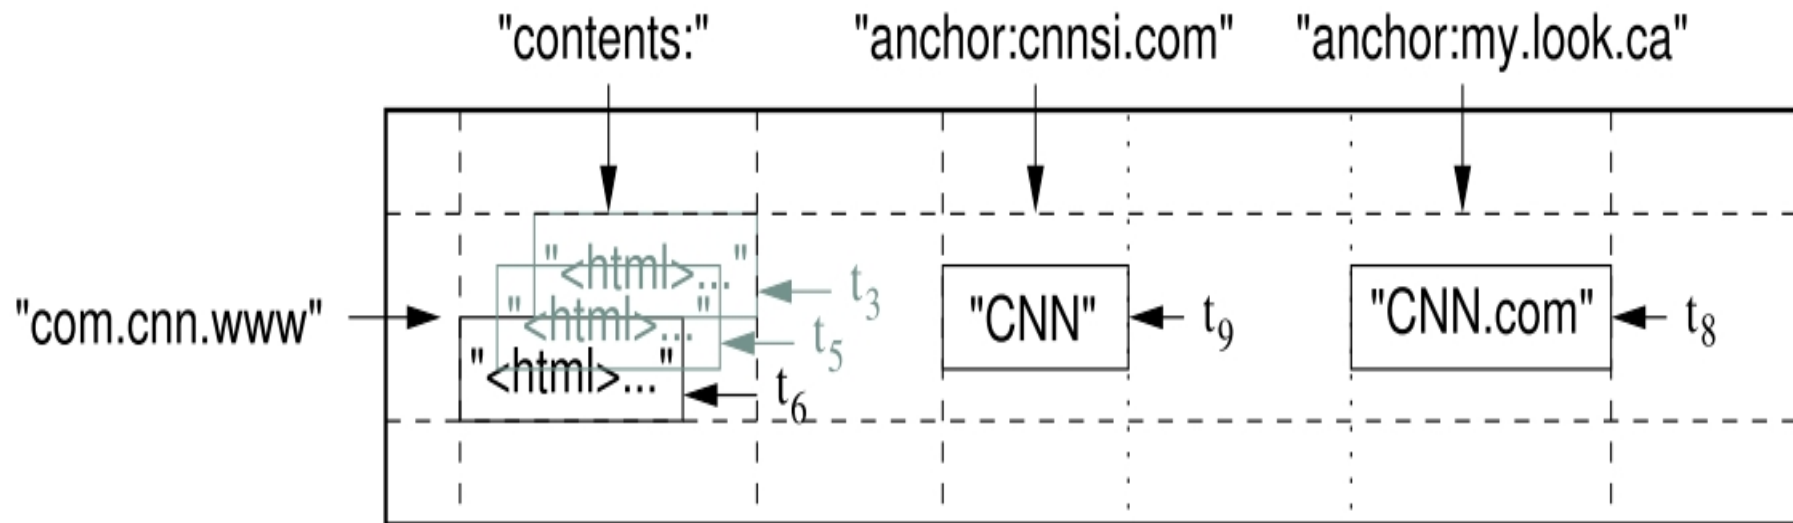 "contents:" "anchor:cnnsi.com" "anchor:my.look.ca"
"<html>... " t3
"com.cnn.www" "<html>..." t5 "CNN" t9 "CNN.com" t8
"<html>..." t6